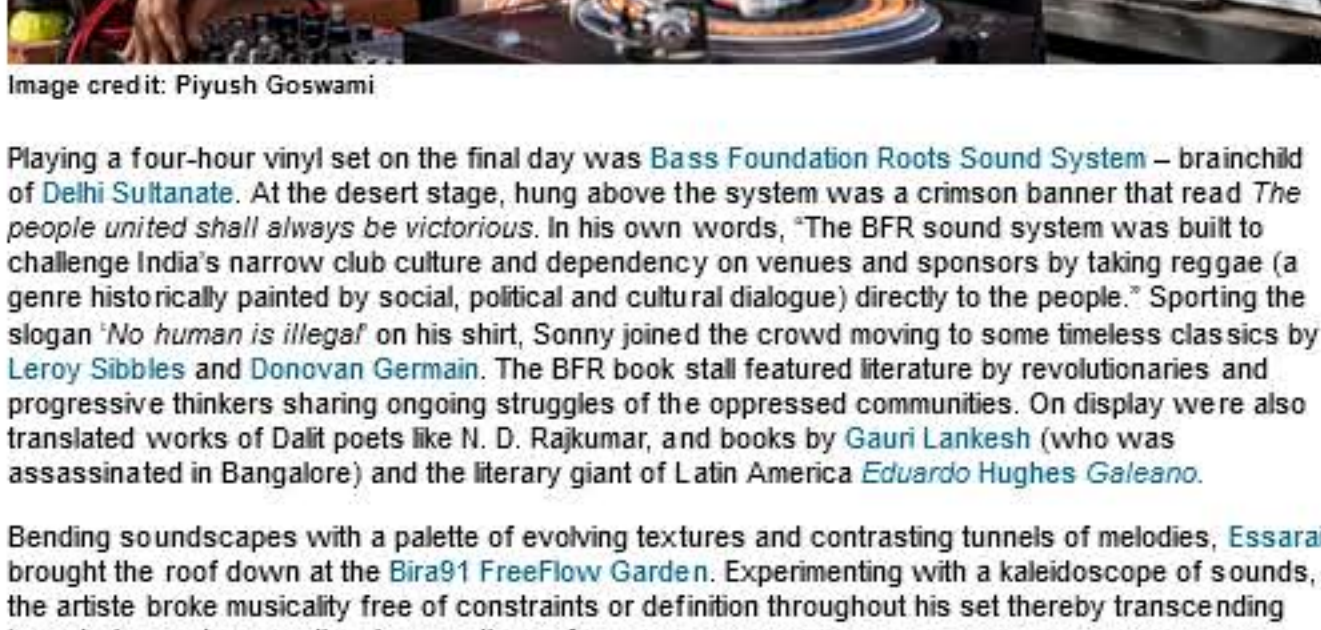 Image credit: Piyush Goswami
Playing a four-hour vinyl set on the final day was Bass Foundation Roots Sound System – brainchild
of Delhi Sultanate. At the desert stage, hung above the system was a crimson banner that read The
people united shall always be victorious. In his own words, “The BFR sound system was built to
challenge India’s narrow club culture and dependency on venues and sponsors by taking reggae (a
genre historically painted by social, political and cultural dialogue) directly to the people.” Sporting the
slogan ‘No human is illegal’ on his shirt, Sonny joined the crowd moving to some timeless classics by
Leroy Sibbles and Donovan Germain. The BFR book stall featured literature by revolutionaries and
progressive thinkers sharing ongoing struggles of the oppressed communities. On display were also
translated works of Dalit poets like N. D. Rajkumar, and books by Gauri Lankesh (who was
assassinated in Bangalore) and the literary giant of Latin America Eduardo Hughes Galeano.
Bending soundscapes with a palette of evolving textures and contrasting tunnels of melodies, Essarai
brought the roof down at the Bira91 FreeFlow Garden. Experimenting with a kaleidoscope of sounds,
the artiste broke musicality free of constraints or definition throughout his set thereby transcending